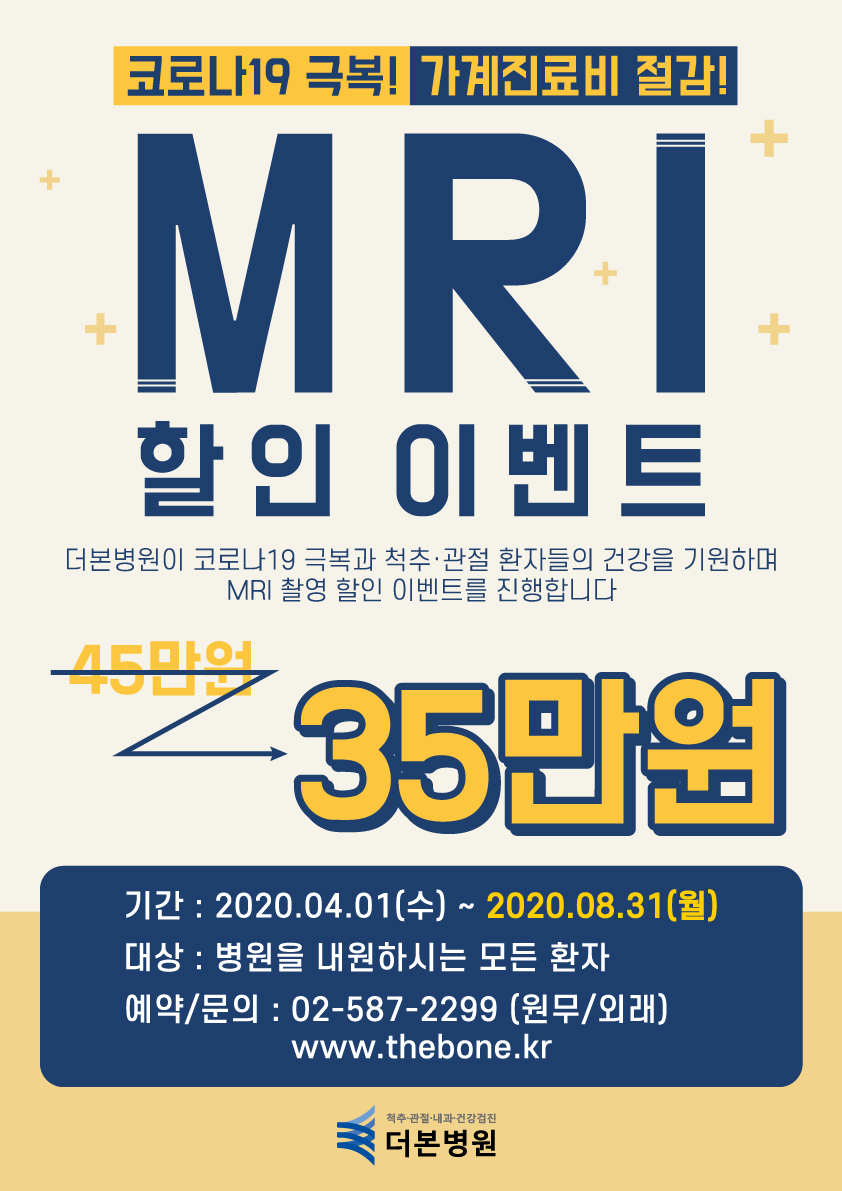 코로나19 극복! 가계진료비 절감!
MRI
할인 이벤트
더본병원이 코로나19 극복과 척추·관절 환자들의 건강을 기원하며
MRI 촬영 할인 이벤트를 진행합니다
45만원
35만원
기간 : 2020.04.01(수) ~ 2020.08.31(월)
대상 : 병원을 내원하시는 모든 환자
예약/문의 : 02-587-2299 (원무/외래)
www.thebone.kr
척추·관절·내과·건강검진
더본병원